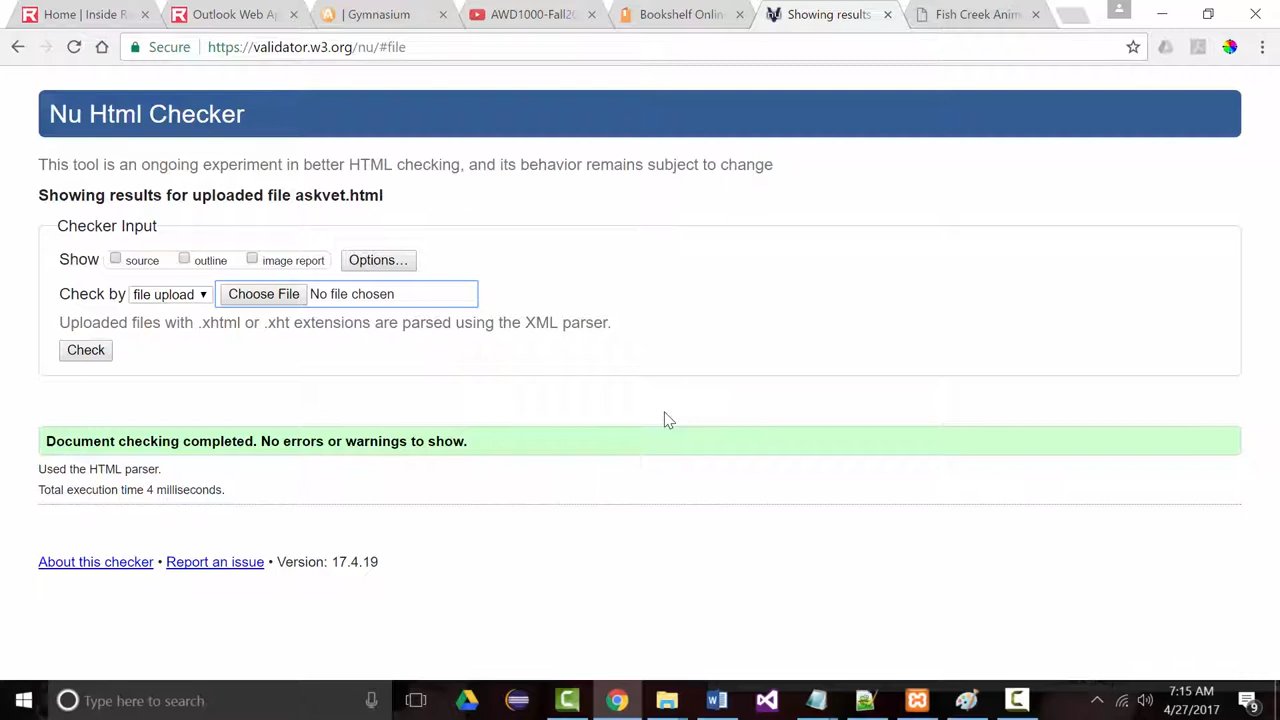 Home | Inside R
Outlook Web Ap
| Gymnasium
AWD1000-Fall20
Bookshelf Onlin
Showing results
Fish Creek Anim
Secure
https://validator.w3.org/nu/#file
Nu Html Checker
This tool is an ongoing experiment in better HTML checking, and its behavior remains subject to change
Showing results for uploaded file askvet.html
Checker Input
Show source outline image report Options...
Check by file upload Choose File No file chosen
Uploaded files with .xhtml or .xht extensions are parsed using the XML parser.
Check
Document checking completed. No errors or warnings to show.
Used the HTML parser.
Total execution time 4 milliseconds.
About this checker • Report an issue • Version: 17.4.19
Type here to search
7:15 AM
4/27/2017
9